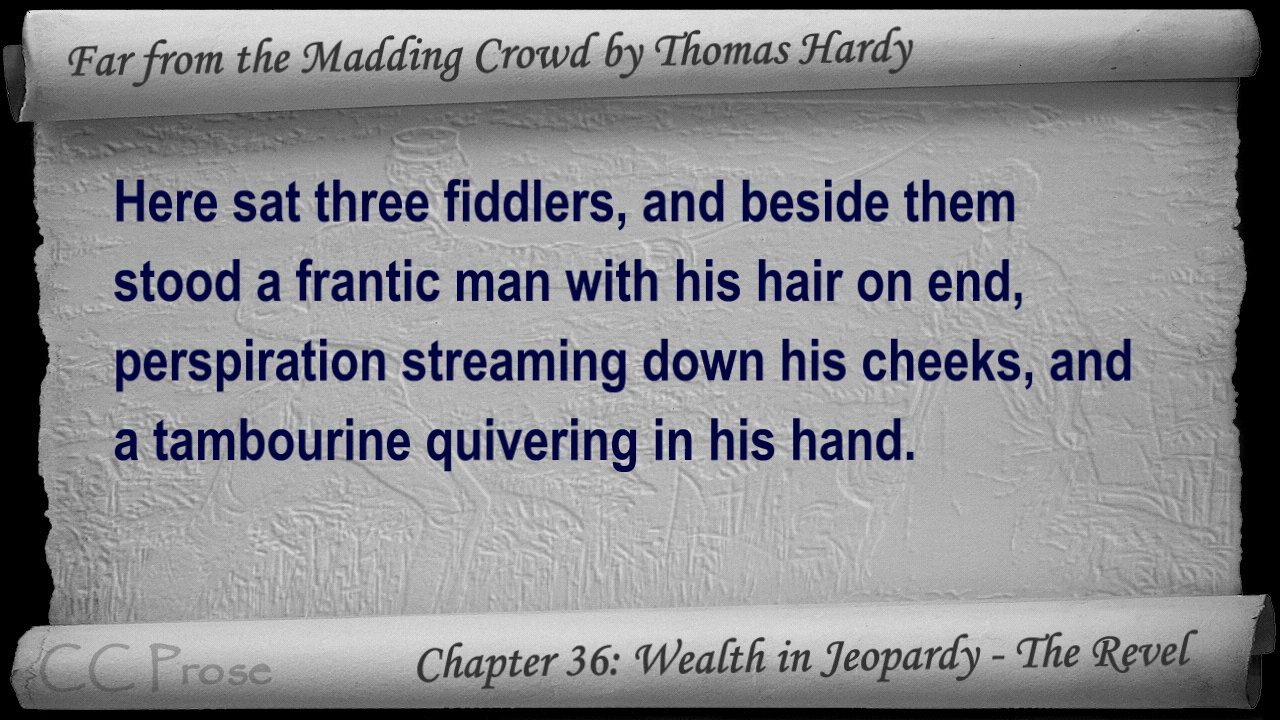 Far from the Madding Crowd by Thomas Hardy
Here sat three fiddlers, and beside them
stood a frantic man with his hair on end,
perspiration streaming down his cheeks, and
a tambourine quivering in his hand.
CC Prose
Chapter 36: Wealth in Jeopardy - The Revel